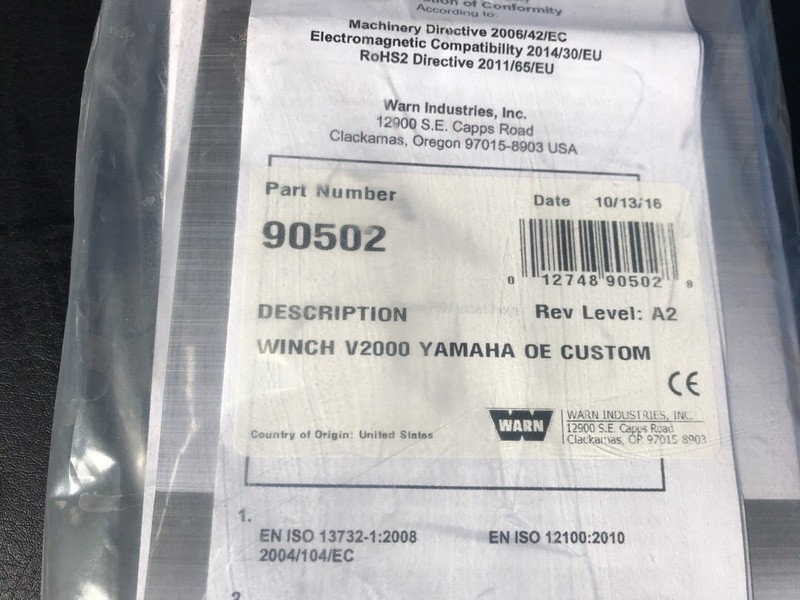 of Conformity
According to:
Machinery Directive 2006/42/EC
Electromagnetic Compatibility 2014/30/EU
RoHS2 Directive 2011/65/EU
Warn Industries, Inc.
12900 S.E. Capps Road
Clackamas, Oregon 97015-8903 USA
Part Number
Date 10/13/16
90502
0 12748 90502 8
DESCRIPTION
Rev Level: A2
WINCH V2000 YAMAHA OE CUSTOM
CE
WARN
WARN INDUSTRIES, INC.
12900 S.E. Capps Road
Clackamas, OR 97015-8903
Country of Origin: United States
1.
EN ISO 13732-1:2008 EN ISO 12100:2010
2004/104/EC